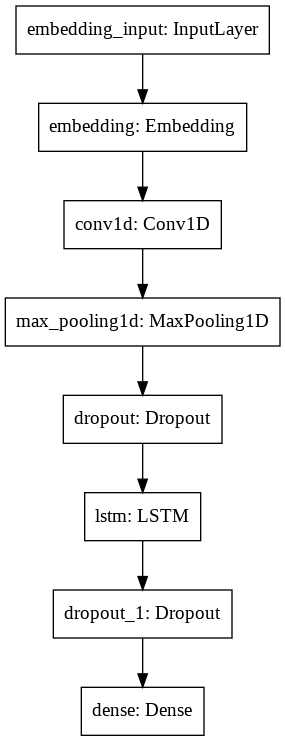 embedding_input: InputLayer
embedding: Embedding
conv1d: Conv1D
max_pooling1d: MaxPooling1D
dropout: Dropout
lstm: LSTM
dropout_1: Dropout
dense: Dense